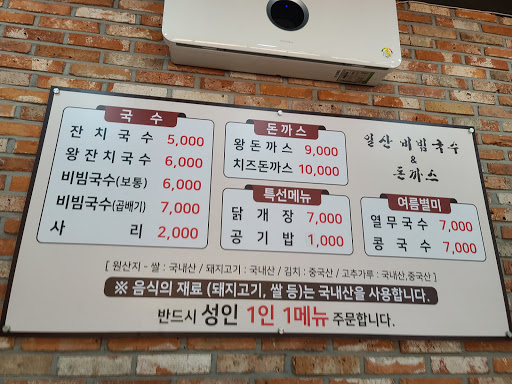 국수
잔치국수 5,000
왕잔치국수 6,000
비빔국수(보통) 6,000
비빔국수(곱배기) 7,000
사리 2,000
돈까스
왕돈까스 9,000
치즈돈까스 10,000
특선메뉴
닭개장 7,000
공기밥 1,000
일산 비빔국수
&
돈까스
여름별미
열무국수 7,000
콩국수 7,000
[ 원산지 - 쌀 : 국내산 / 돼지고기 : 국내산 / 김치 : 중국산 / 고추가루 : 국내산,중국산 ]
※ 음식의 재료 (돼지고기, 쌀 등)는 국내산을 사용합니다.
반드시 성인 1인 1메뉴 주문합니다.